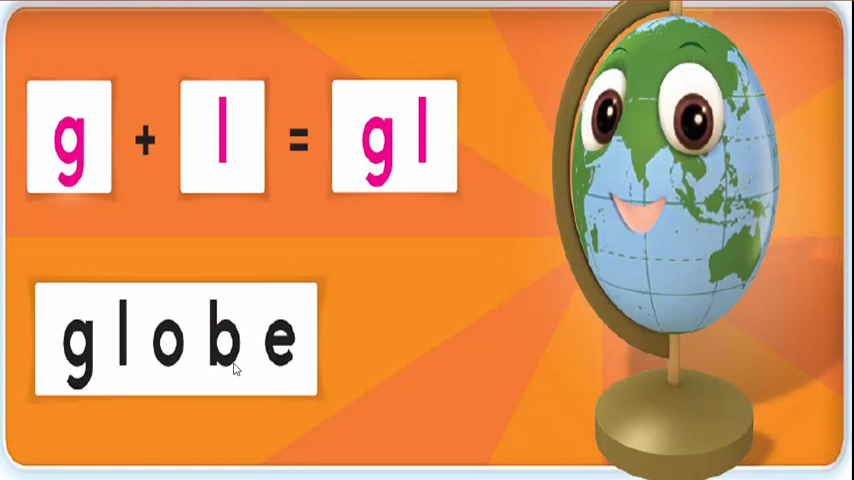 g + l = gl
globe